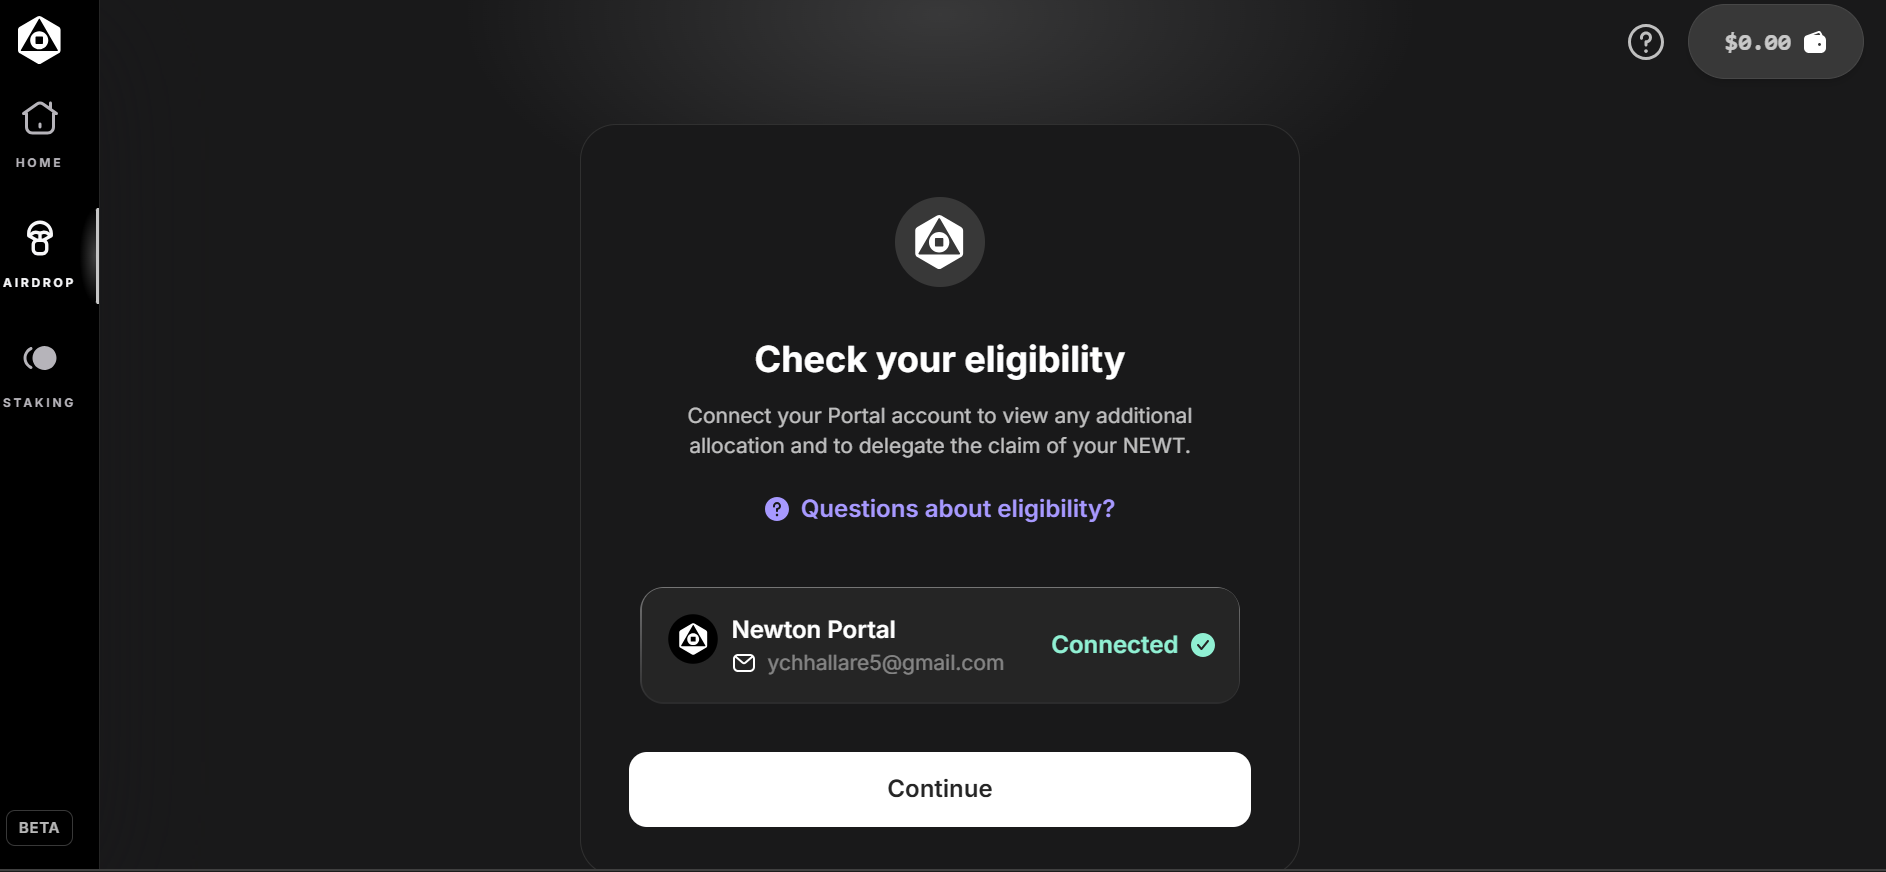 HOME
AIRDROP
STAKING
BETA
$0.00
Check your eligibility
Connect your Portal account to view any additional
allocation and to delegate the claim of your NEWT.
Questions about eligibility?
Newton Portal
ychhallare5@gmail.com
Connected
Continue